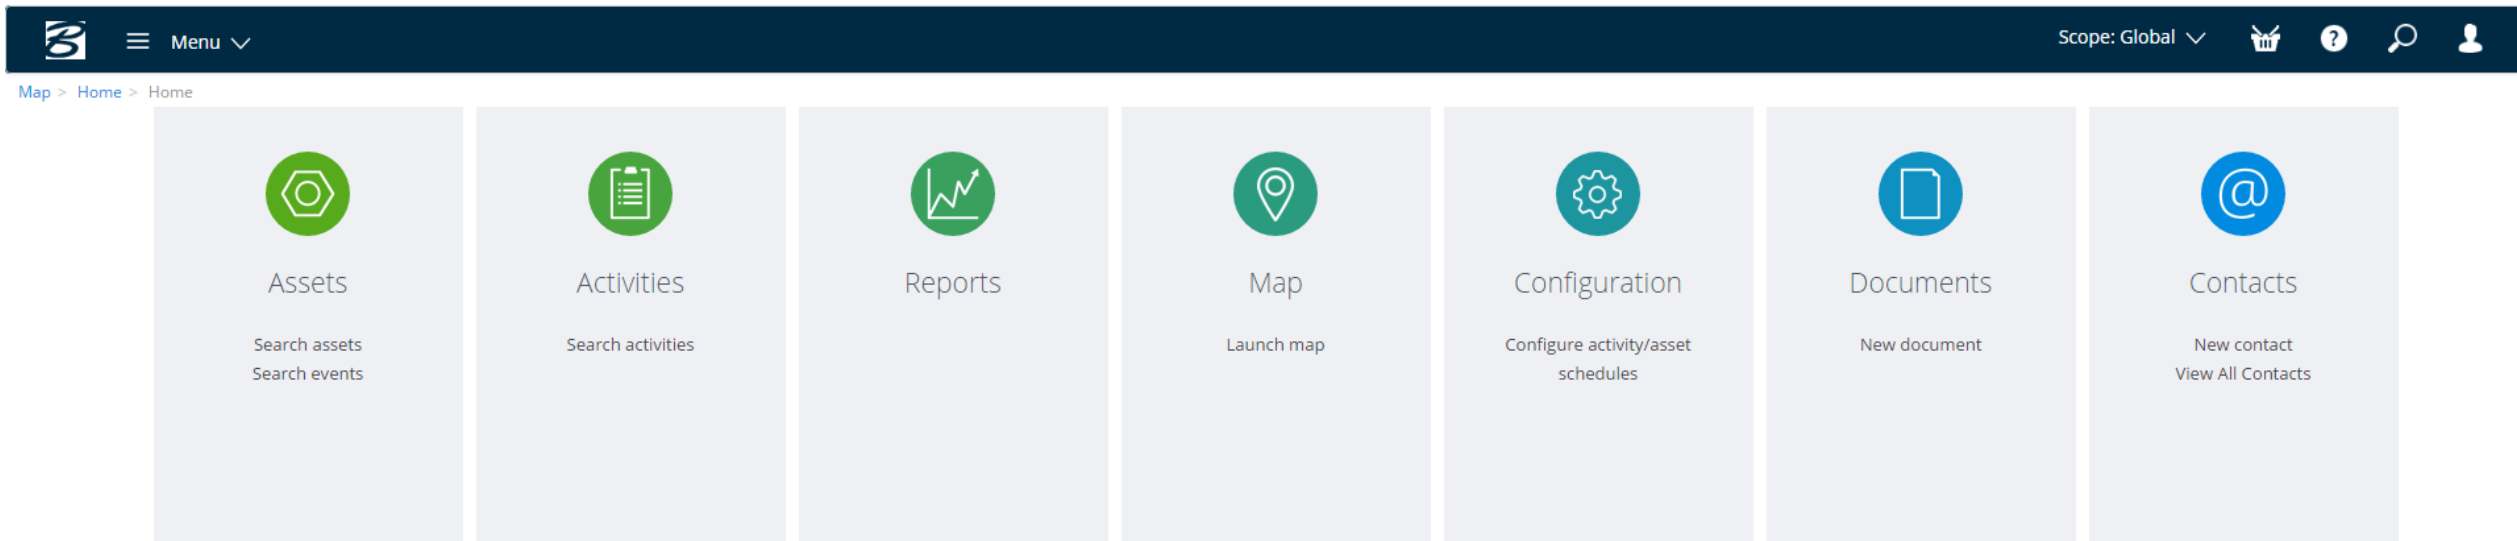 B Menu
Scope: Global ?
Map > Home > Home
@
Assets
Search assets
Search events
Activities
Search activities
Reports
Map
Launch map
Configuration
Configure activity/asset
schedules
Documents
New document
Contacts
New contact
View All Contacts